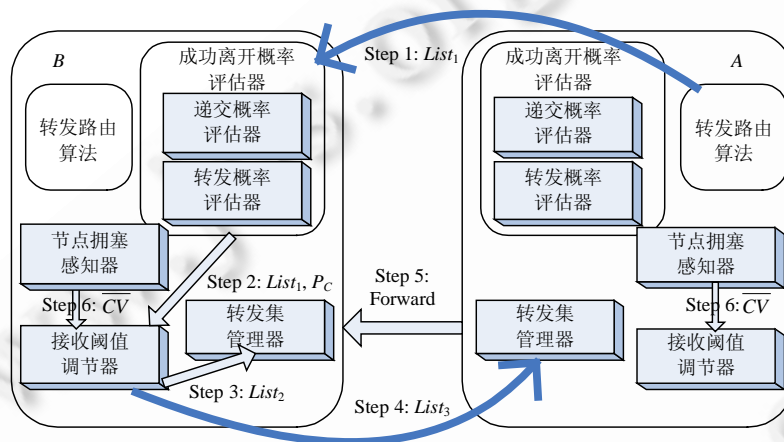 B
成功离开概率
评估器
递交概率
评估器
转发概率
评估器
转发路由
算法
节点拥塞
感知器
Step 6: CV
接收阈值
调节器
Step 2: List₁, P_C
转发集
管理器
Step 3: List₂
Step 1: List₁
Step 5:
Forward
Step 4: List₃
A
成功离开概率
评估器
递交概率
评估器
转发概率
评估器
转发路由
算法
节点拥塞
感知器
Step 6: CV
转发集
管理器
接收阈值
调节器